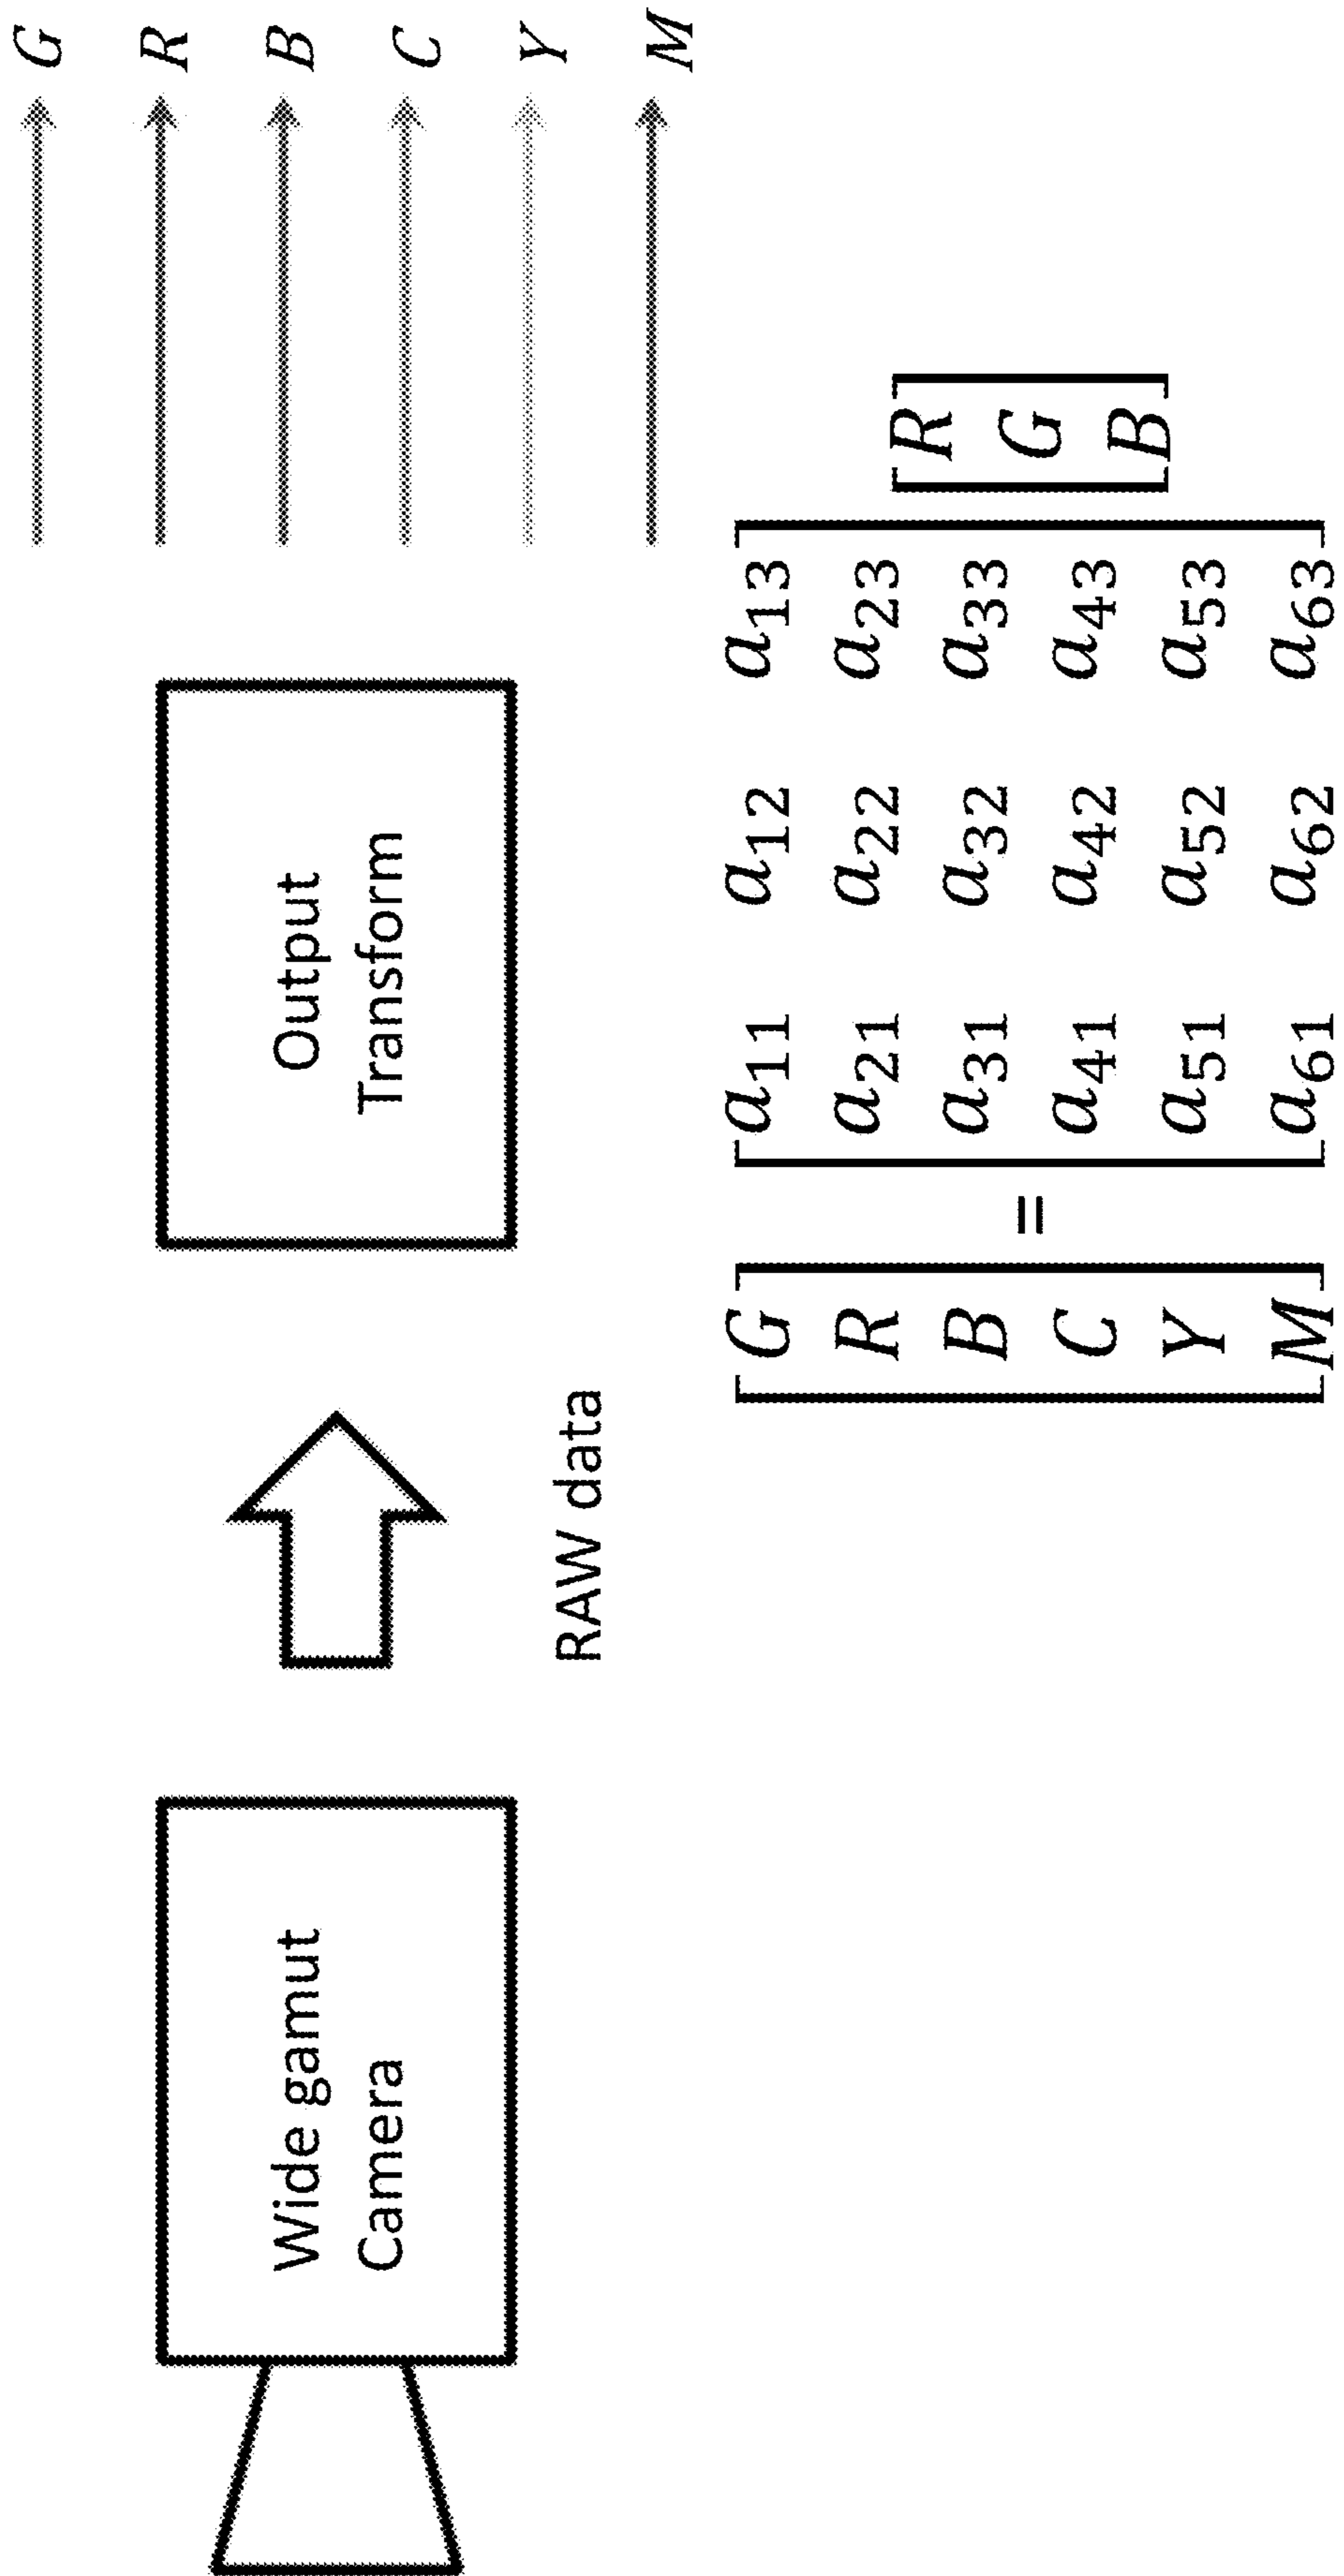 Wide gamut
Camera
RAW data
Output
Transform
G
R
B
C
Y
M
G
R
B
C
Y
M
=
a11 a12 a13
a21 a22 a23
a31 a32 a33
a41 a42 a43
a51 a52 a53
a61 a62 a63
R
G
B